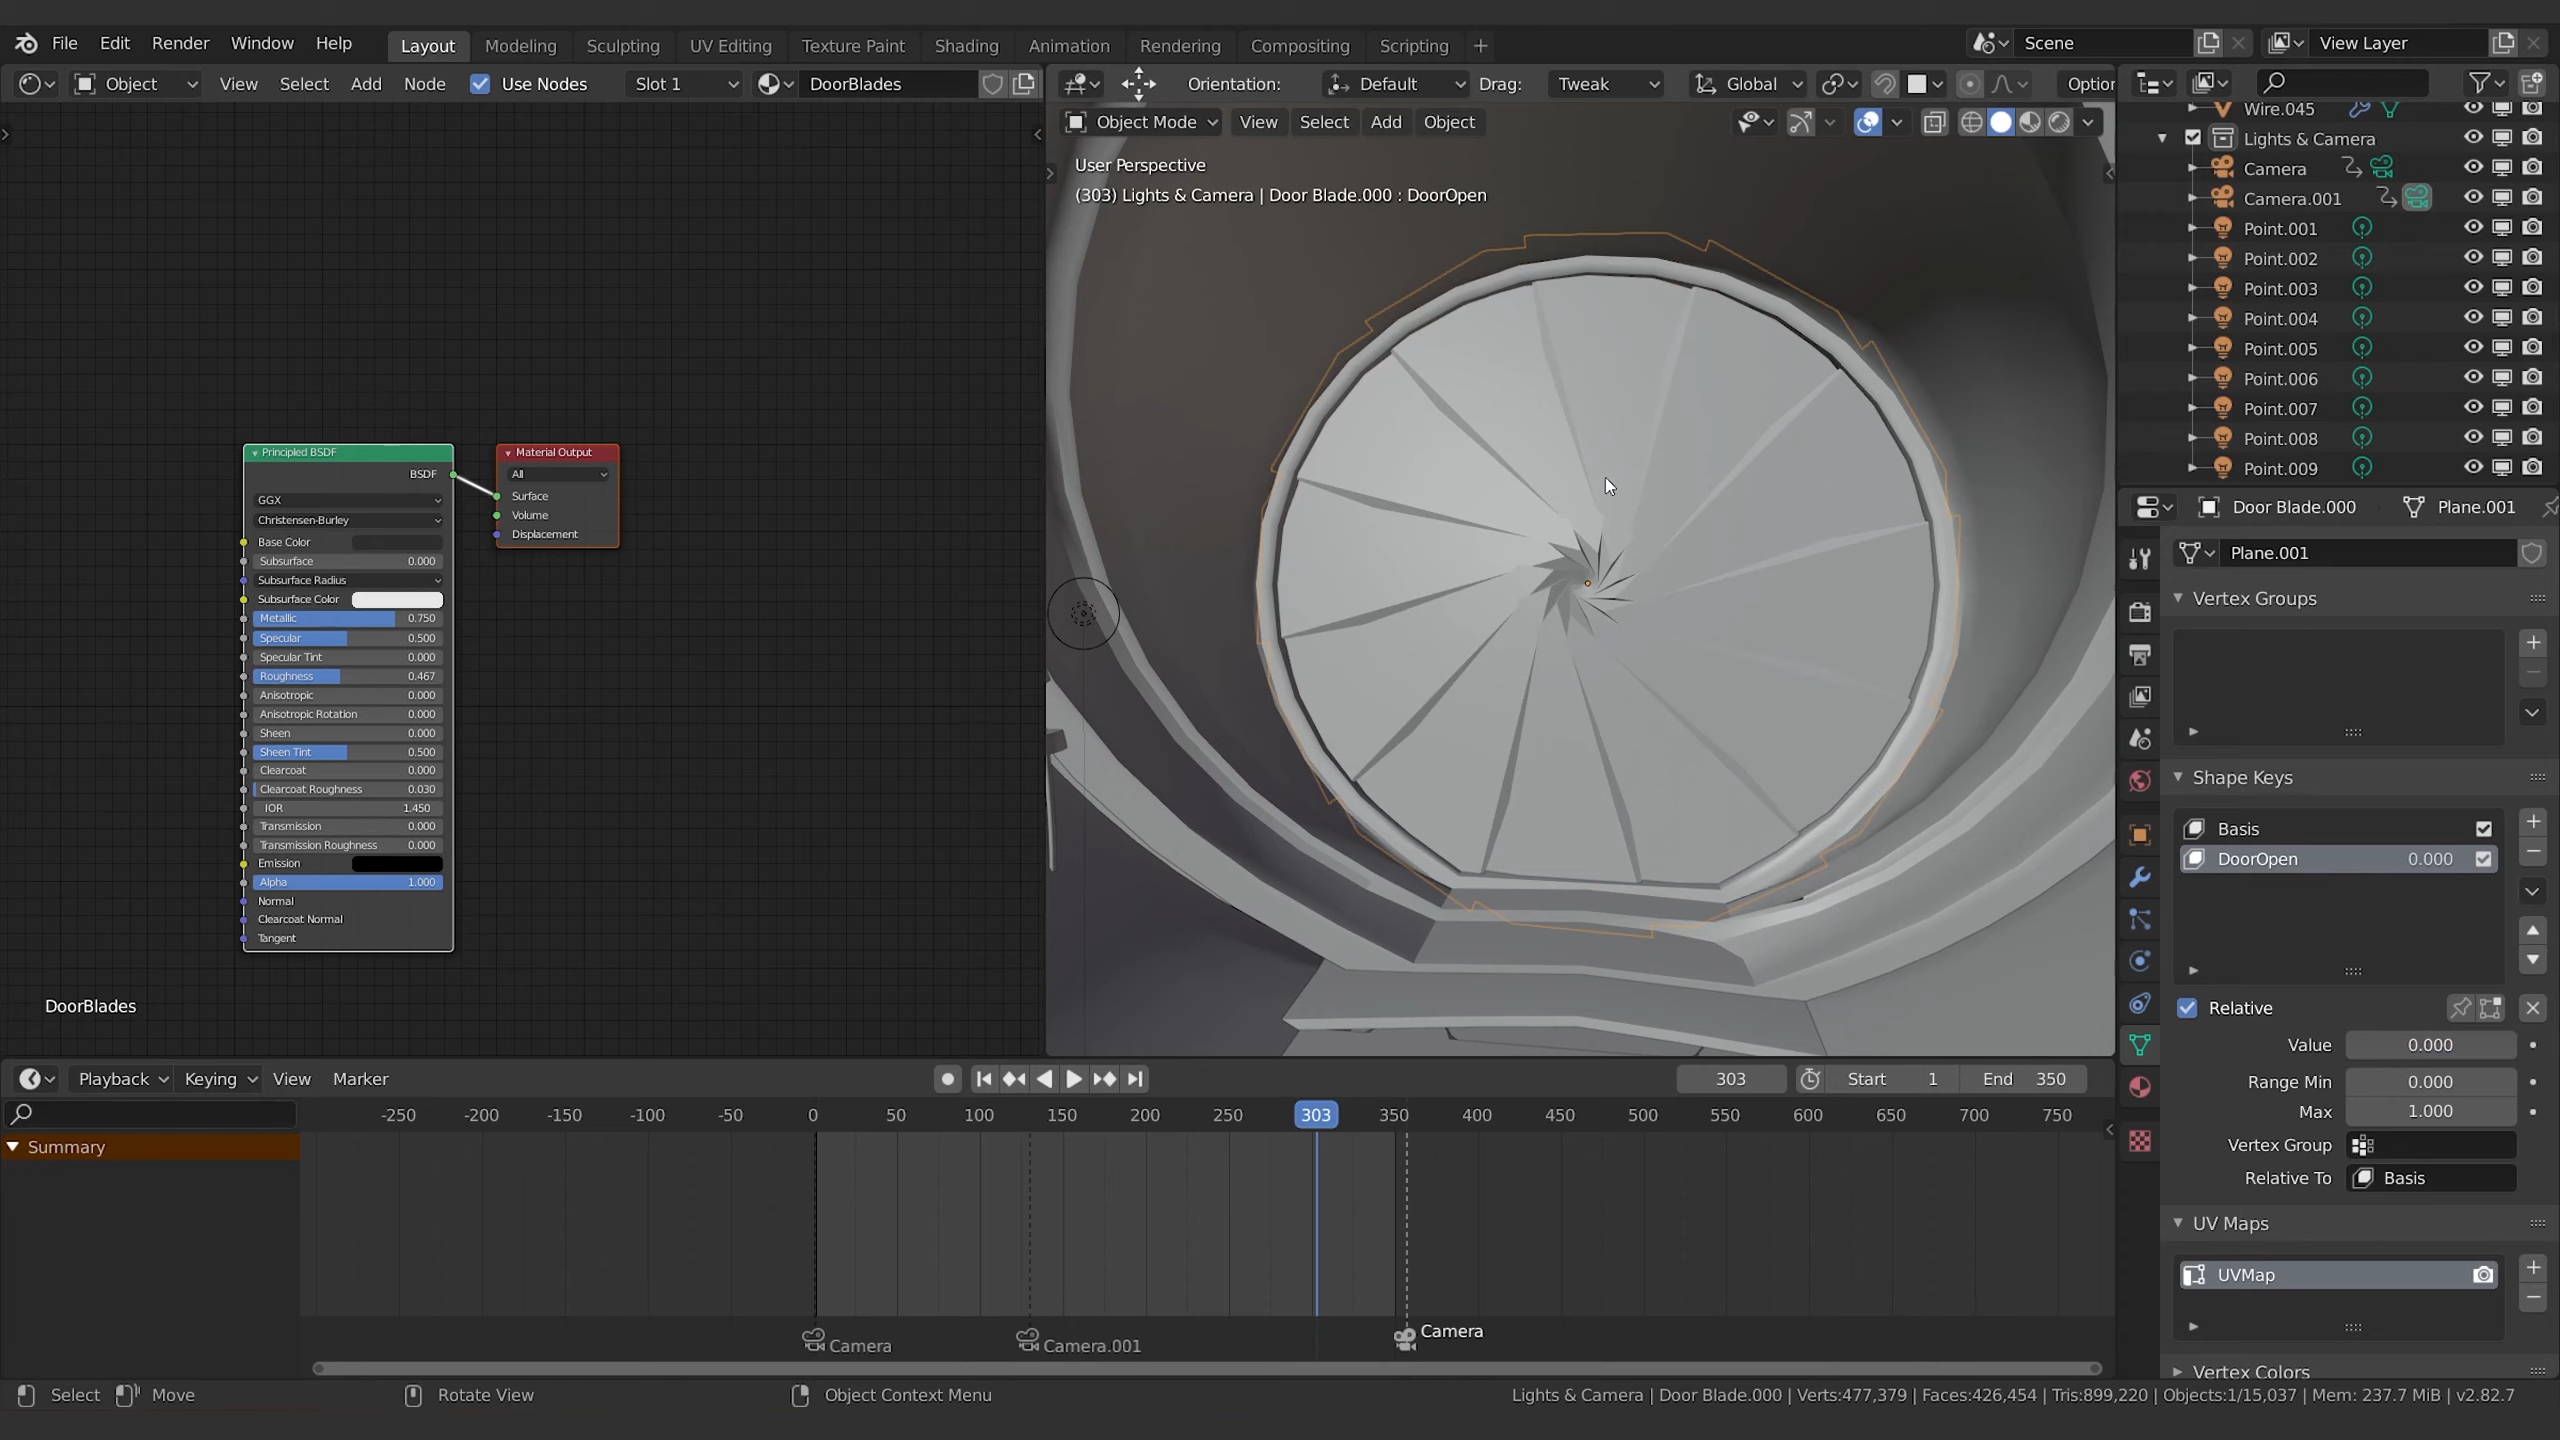 File Edit Render Window Help Layout Modeling Sculpting UV Editing Texture Paint Shading Animation Rendering Compositing Scripting + Scene View Layer
Object View Select Add Node Use Nodes Slot 1 DoorBlades Orientation: Default Drag: Tweak Global Option
Object Mode View Select Add Object
User Perspective
(303) Lights & Camera | Door Blade.000 : DoorOpen
Wire.045
Lights & Camera
Camera
Camera.001
Point.001
Point.002
Point.003
Point.004
Point.005
Point.006
Point.007
Point.008
Point.009
Principled BSDF
BSDF
GGX
Christensen-Burley
Base Color
Subsurface 0.000
Subsurface Radius
Subsurface Color
Metallic 0.750
Specular 0.500
Specular Tint 0.000
Roughness 0.467
Anisotropic 0.000
Anisotropic Rotation 0.000
Sheen 0.000
Sheen Tint 0.500
Clearcoat 0.000
Clearcoat Roughness 0.030
IOR 1.450
Transmission 0.000
Transmission Roughness 0.000
Emission
Alpha 1.000
Normal
Clearcoat Normal
Tangent
Material Output
All
Surface
Volume
Displacement
DoorBlades
Door Blade.000 Plane.001
Plane.001
Vertex Groups
Shape Keys
Basis
DoorOpen 0.000
Relative
Value 0.000
Range Min 0.000
Max 1.000
Vertex Group
Relative To Basis
UV Maps
UVMap
Vertex Colors
Playback Keying View Marker 303 Start 1 End 350
-250 -200 -150 -100 -50 0 50 100 150 200 250 303 350 400 450 500 550 600 650 700 750
Summary
Camera Camera.001 Camera
Select Move Rotate View Object Context Menu Lights & Camera | Door Blade.000 | Verts:477,379 | Faces:426,454 | Tris:899,220 | Objects:1/15,037 | Mem: 237.7 MiB | v2.82.7